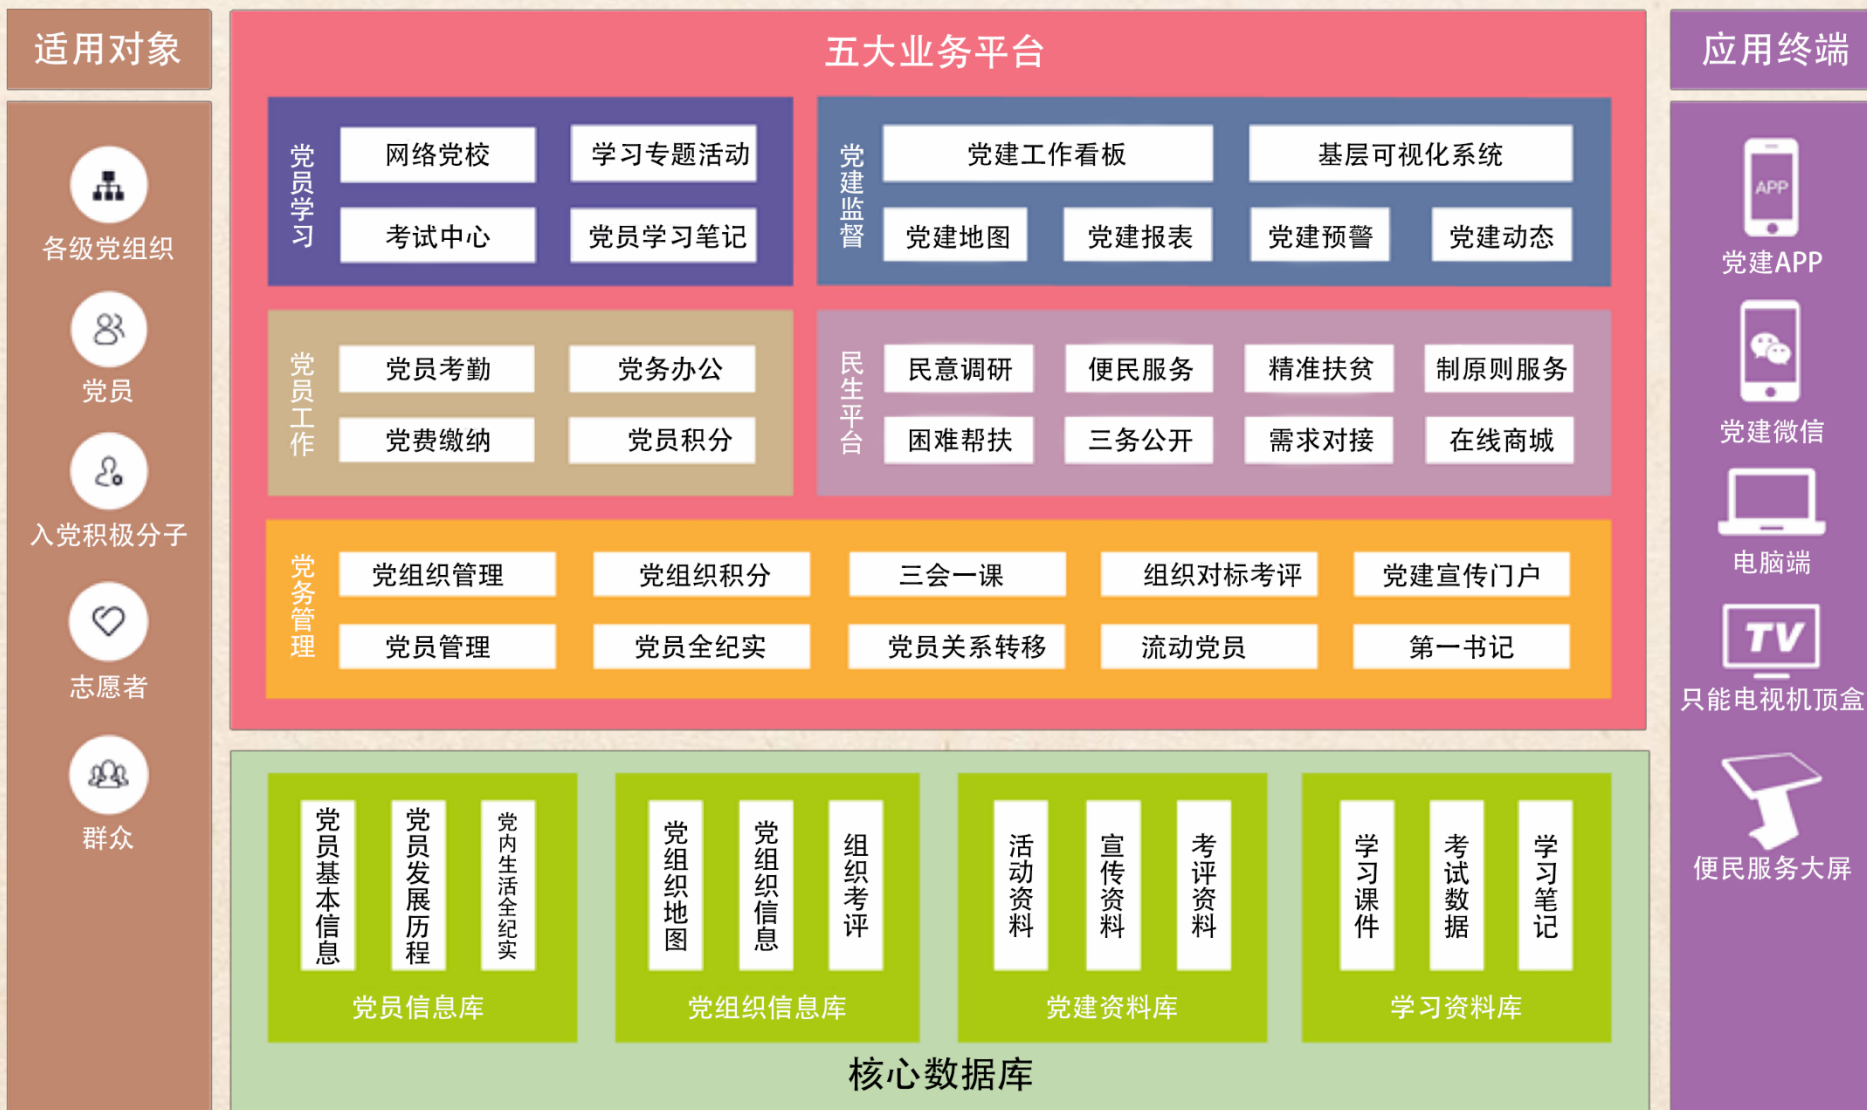 适用对象
各级党组织
党员
入党积极分子
志愿者
群众
五大业务平台
党员学习
网络党校
学习专题活动
考试中心
党员学习笔记
党建监督
党建工作看板
基层可视化系统
党建地图
党建报表
党建预警
党建动态
党员工作
党员考勤
党务办公
党费缴纳
党员积分
民生平台
民意调研
便民服务
精准扶贫
制原则服务
困难帮扶
三务公开
需求对接
在线商城
党务管理
党组织管理
党组织积分
三会一课
组织对标考评
党建宣传门户
党员管理
党员全纪实
党员关系转移
流动党员
第一书记
党员基本信息
党员发展历程
党内生活全纪实
党员信息库
党组织地图
党组织信息
组织考评
党组织信息库
活动资料
宣传资料
考评资料
党建资料库
学习课件
考试数据
学习笔记
学习资料库
核心数据库
应用终端
APP
党建APP
党建微信
电脑端
TV
只能电视机顶盒
便民服务大屏